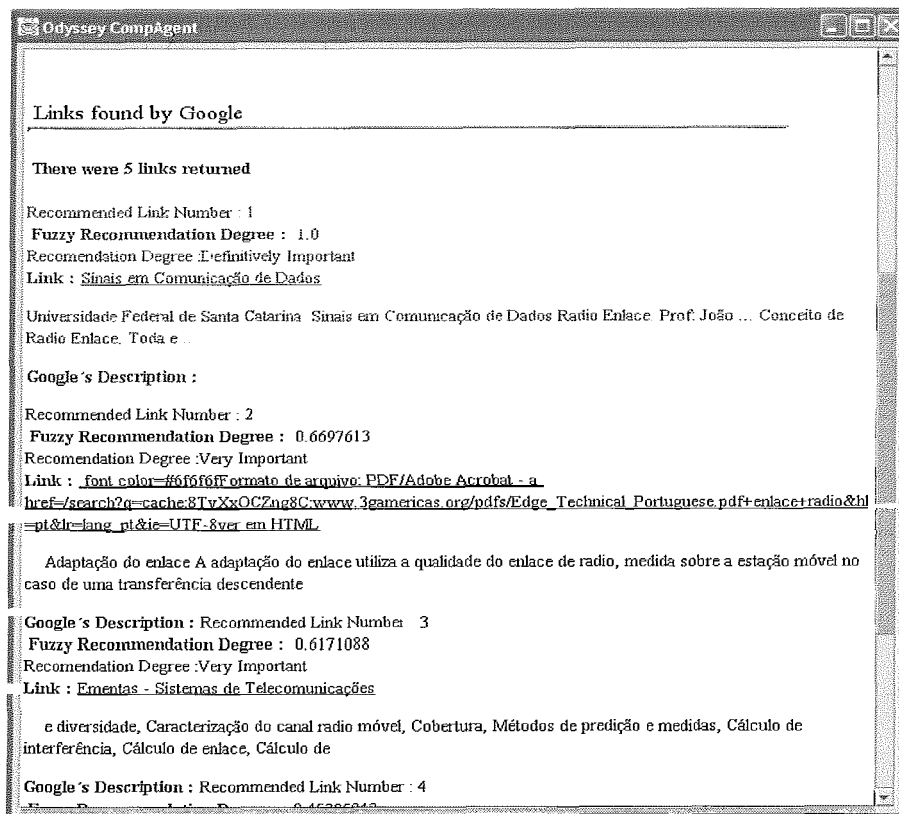 Odyssey CompAgent
Links found by Google
There were 5 links returned
Recommended Link Number : 1
Fuzzy Recommendation Degree : 1.0
Recomendation Degree :Definitively Important
Link : Sinais em Comunicação de Dados
Universidade Federal de Santa Catarina Sinais em Comunicação de Dados Radio Enlace. Prof. João ... Conceito de
Radio Enlace. Toda e ...
Google´s Description :
Recommended Link Number : 2
Fuzzy Recommendation Degree : 0.6697613
Recomendation Degree :Very Important
Link : font color=#6f6f6fFormato de arquivo: PDF/Adobe Acrobat - a
href=/search?q=cache:8TvXxOCZng8C:www.3gamericas.org/pdfs/Edge_Technical_Portuguese.pdf+enlace+radio&hl
=pt&lr=lang_pt&ie=UTF-8ver em HTML
Adaptação do enlace A adaptação do enlace utiliza a qualidade do enlace de radio, medida sobre a estação móvel no
caso de uma transferência descendente
Google´s Description : Recommended Link Number 3
Fuzzy Recommendation Degree : 0.6171088
Recomendation Degree :Very Important
Link : Ementas - Sistemas de Telecomunicações
e diversidade, Caracterização do canal radio móvel, Cobertura, Métodos de predição e medidas, Cálculo de
interferência, Cálculo de enlace, Cálculo de
Google´s Description : Recommended Link Number : 4